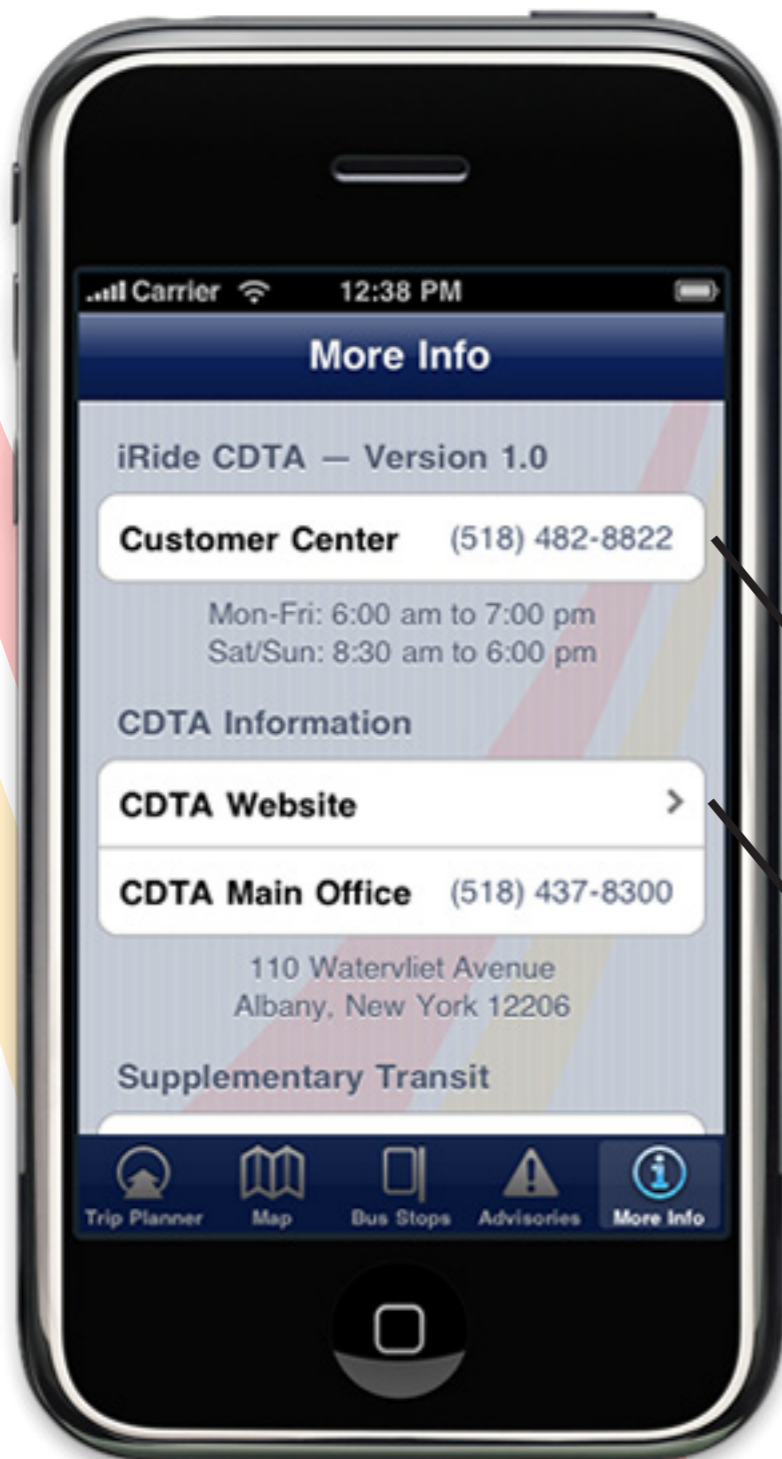 Carrier 12:38 PM
More Info
iRide CDTA — Version 1.0
Customer Center (518) 482-8822
Mon-Fri: 6:00 am to 7:00 pm
Sat/Sun: 8:30 am to 6:00 pm
CDTA Information
CDTA Website
CDTA Main Office (518) 437-8300
110 Watervliet Avenue
Albany, New York 12206
Supplementary Transit
Trip Planner Map Bus Stops Advisories More Info